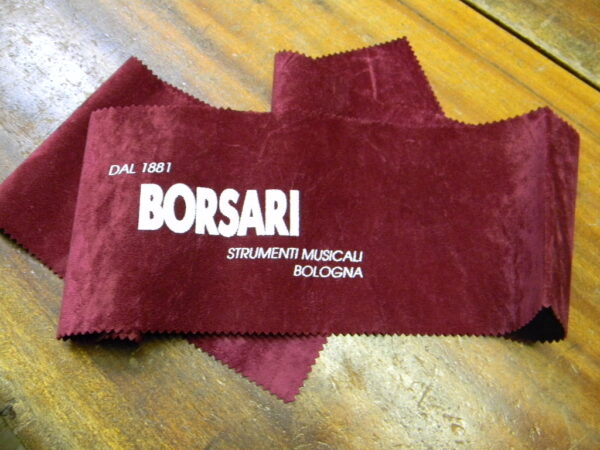 DAL 1881
BORSARI
STRUMENTI MUSICALI
BOLOGNA